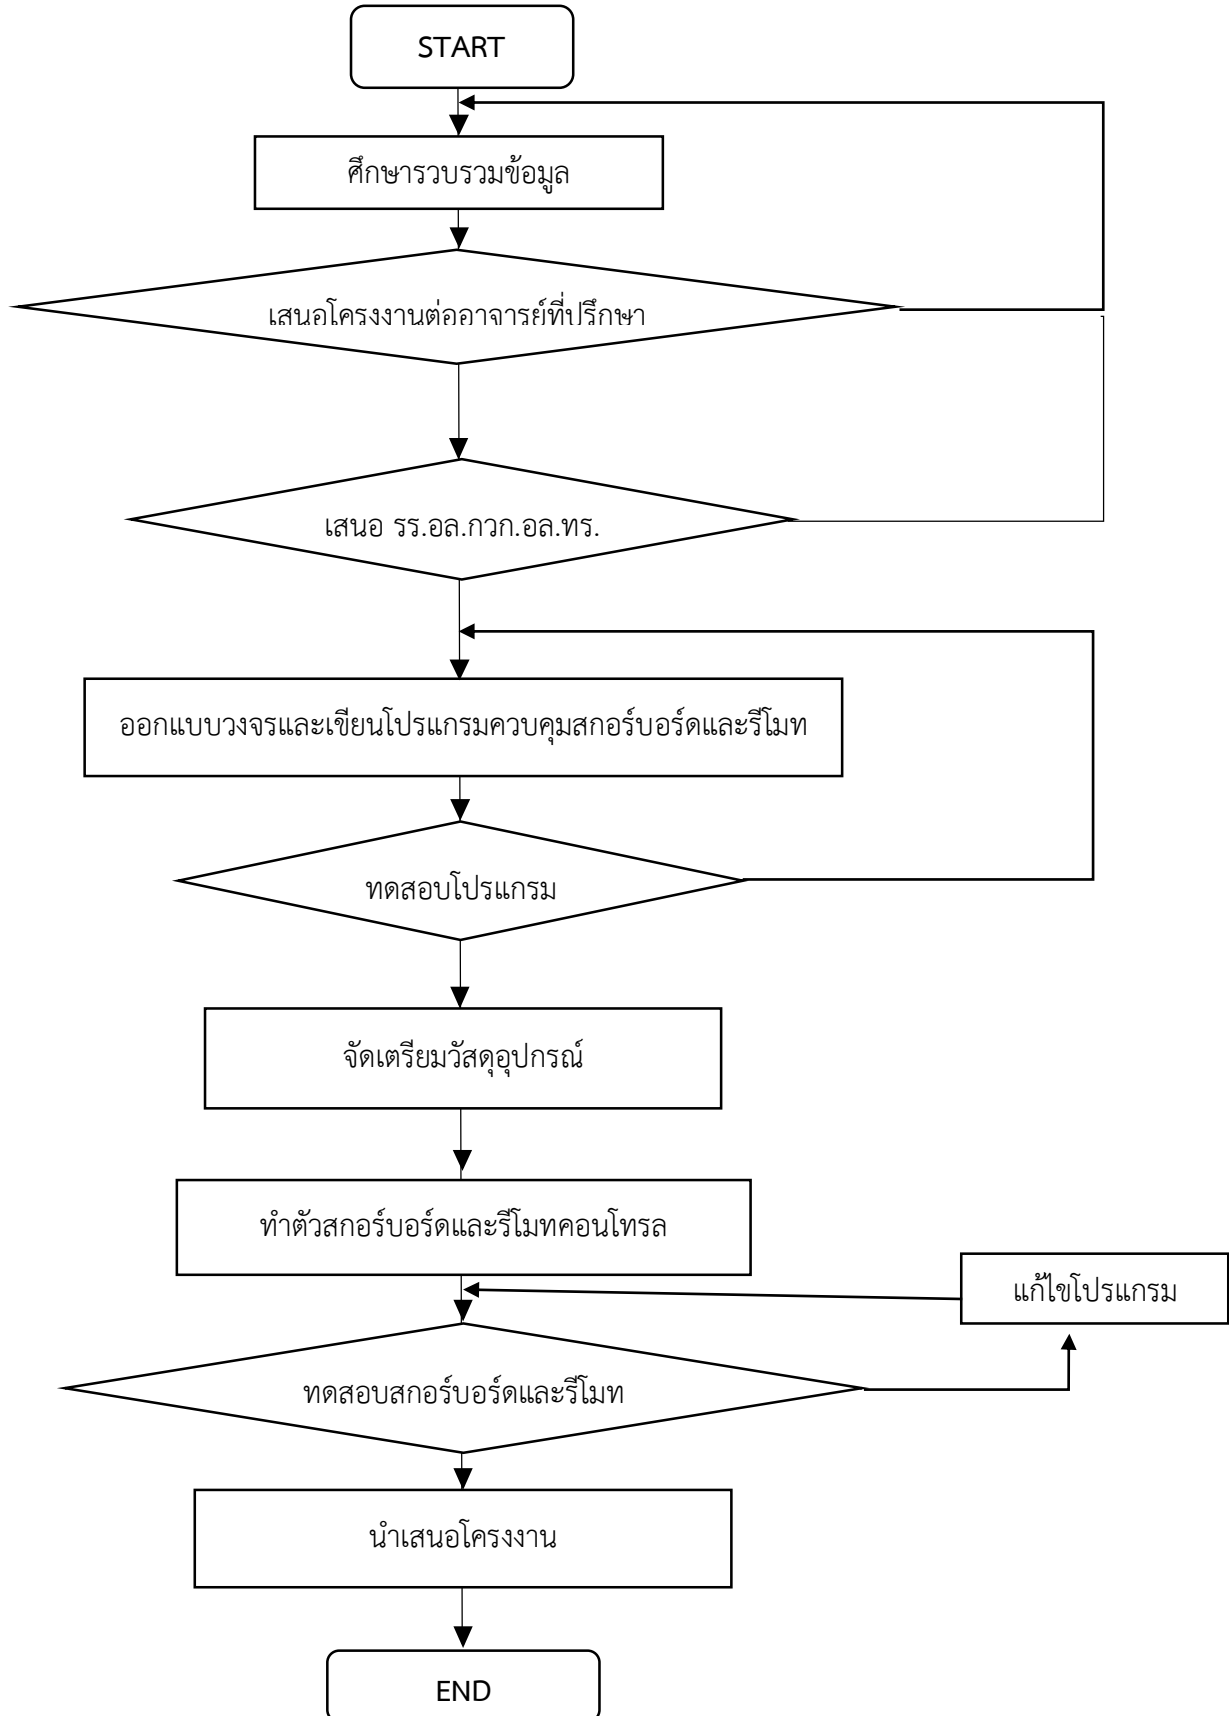 START
ศึกษารวบรวมข้อมูล
เสนอโครงงานต่ออาจารย์ที่ปรึกษา
เสนอ รร.อล.กวก.อล.ทร.
ออกแบบวงจรและเขียนโปรแกรมควบคุมสกอร์บอร์ดและรีโมท
ทดสอบโปรแกรม
จัดเตรียมวัสดุอุปกรณ์
ทำตัวสกอร์บอร์ดและรีโมทคอนโทรล
แก้ไขโปรแกรม
ทดสอบสกอร์บอร์ดและรีโมท
นำเสนอโครงงาน
END